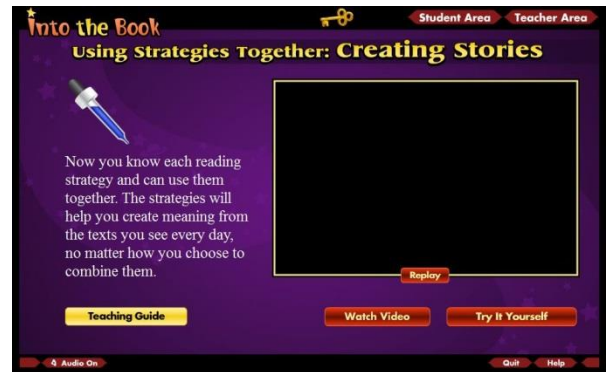 Into the Book
Student Area
Teacher Area
Using Strategies Together: Creating Stories
Now you know each reading
strategy and can use them
together. The strategies will
help you create meaning from
the texts you see every day,
no matter how you choose to
combine them.
Replay
Teaching Guide
Watch Video
Try It Yourself
Audio On
Quit
Help